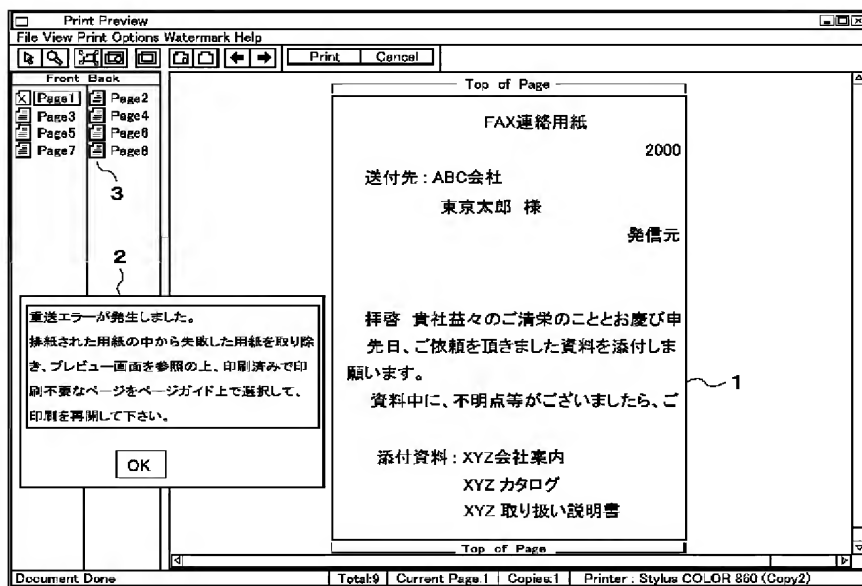 Print Preview
File View Print Options Watermark Help
Print Cancel
Front Back
Page1 Page2
Page3 Page4
Page5 Page6
Page7 Page8
3
2
重送エラーが発生しました。
排紙された用紙の中から失敗した用紙を取り除
き、プレビュー画面を参照の上、印刷済みで印
刷不要なページをページガイド上で選択して、
印刷を再開して下さい。
OK
Top of Page
FAX連絡用紙
2000
送付先:ABC会社
東京太郎 様
発信元
拝啓 貴社益々のご清栄のこととお慶び申
先日、ご依頼を頂きました資料を添付しま
願います。
資料中に、不明点等がございましたら、ご
添付資料:XYZ会社案内
XYZ カタログ
XYZ 取り扱い説明書
Top of Page
1
Document Done Total:9 Current Page.1 Copies:1 Printer : Stylus COLOR 860 (Copy2)